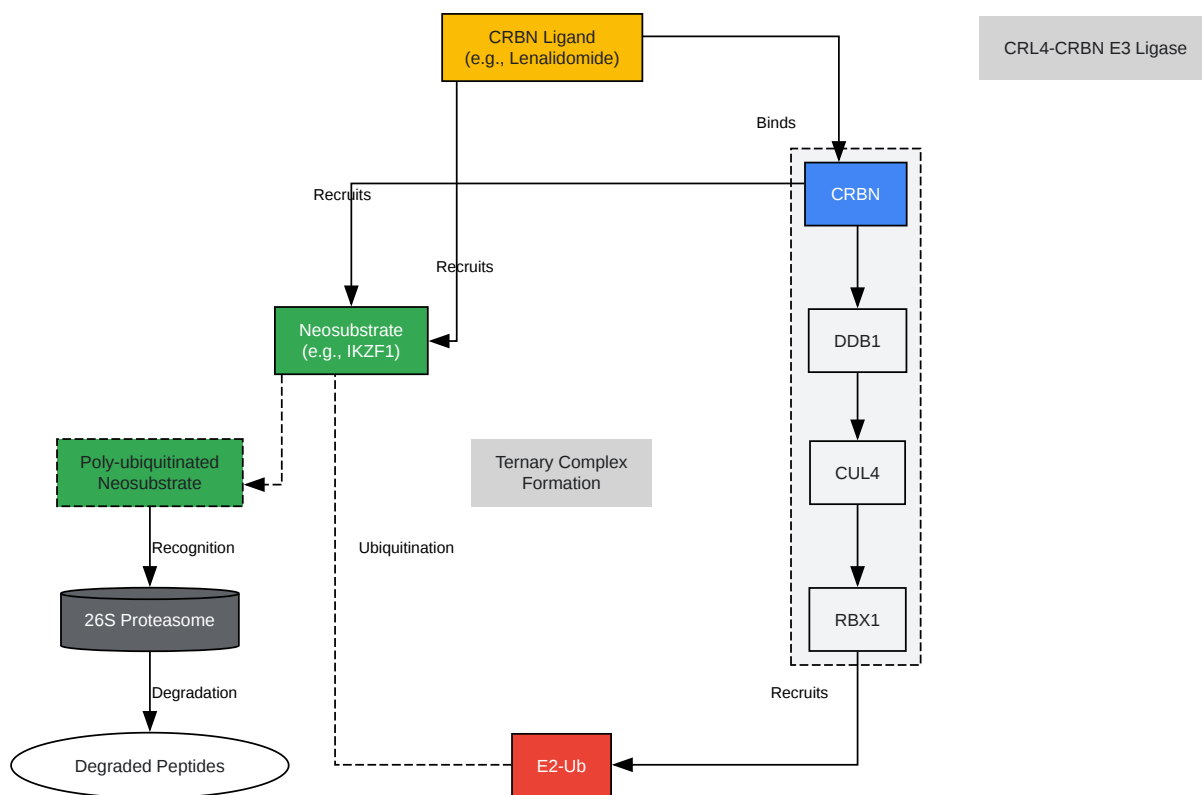 CRBN Ligand
(e.g., Lenalidomide)
CRL4-CRBN E3 Ligase
Binds
CRBN
Recruits
Recruits
Neosubstrate
(e.g., IKZF1)
DDB1
Poly-ubiquitinated
Neosubstrate
Ternary Complex
Formation
CUL4
Recognition
Ubiquitination
26S Proteasome
RBX1
Degradation
Recruits
Degraded Peptides
E2-Ub